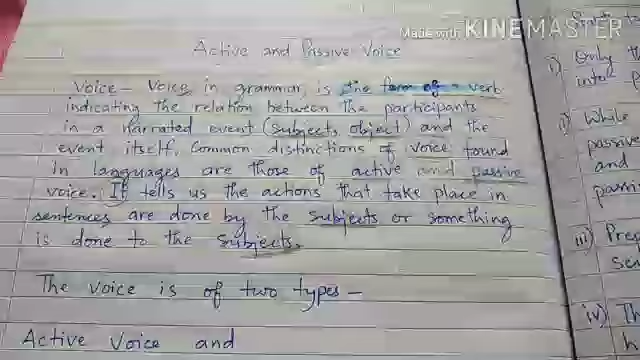 Made with KINEMASTER
Active and Passive Voice
Voice - Voice in grammar, is the form of a verb
indicating the relation between the participants
in a narrated event (subjects, object) and the
event itself. Common distinctions of voice found
in languages are those of active and passive
voice. It tells us the actions that take place in
sentences are done by the subjects or something
is done to the subjects.
The voice is of two types -
Active Voice and
i) Only
While
passive
and
iii)
iv)